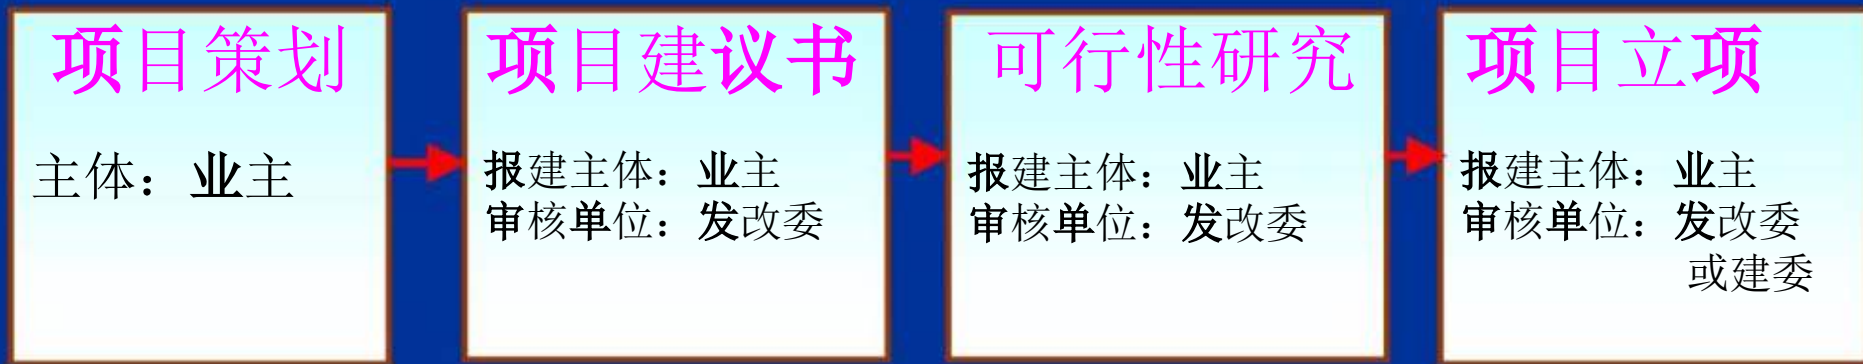 项目策划
主体：业主
项目建议书
报建主体：业主
审核单位：发改委
可行性研究
报建主体：业主
审核单位：发改委
项目立项
报建主体：业主
审核单位：发改委
或建委